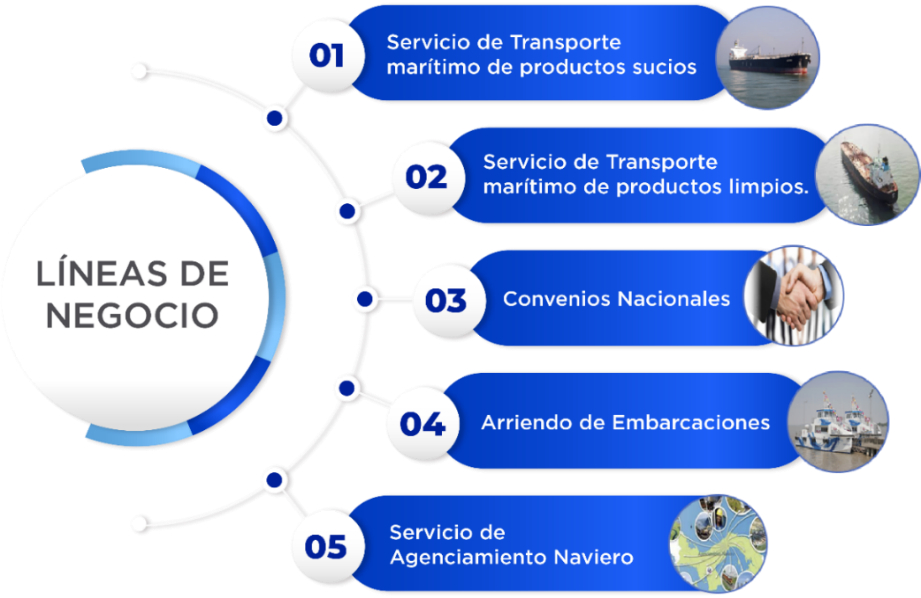 LÍNEAS DE
NEGOCIO
01
Servicio de Transporte
marítimo de productos sucios
02
Servicio de Transporte
marítimo de productos limpios.
03
Convenios Nacionales
04
Arriendo de Embarcaciones
05
Servicio de
Agenciamiento Naviero